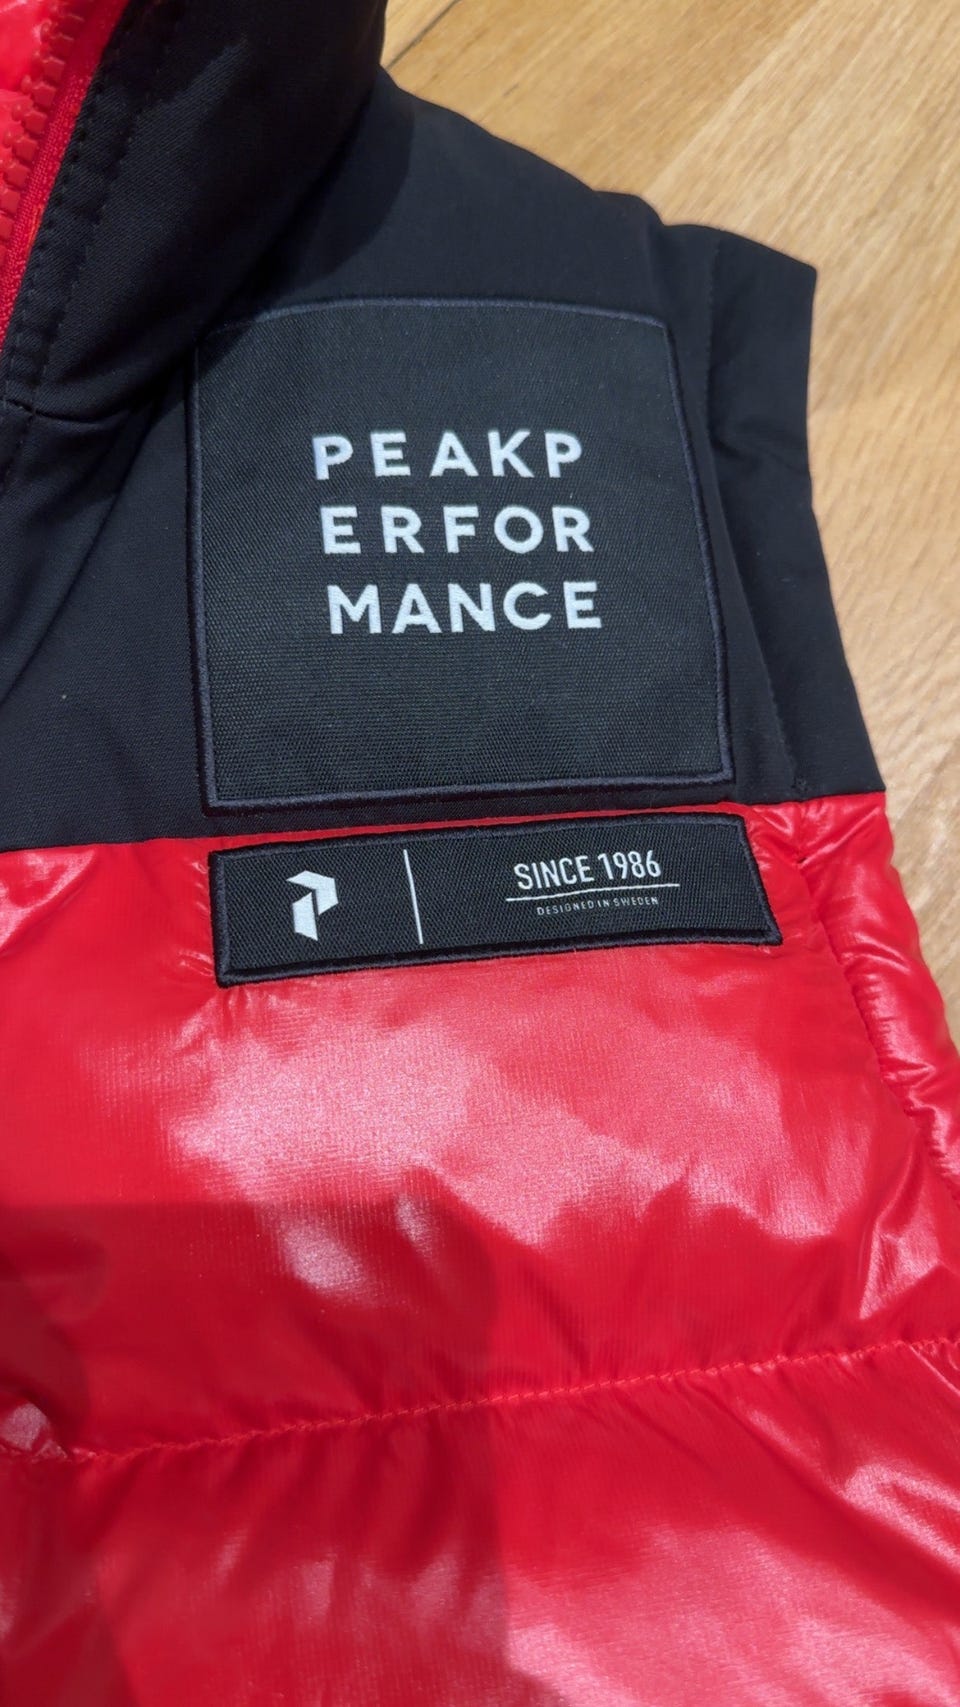 PEAKP
ERFOR
MANCE
SINCE 1986
DESIGNED IN SWEDEN